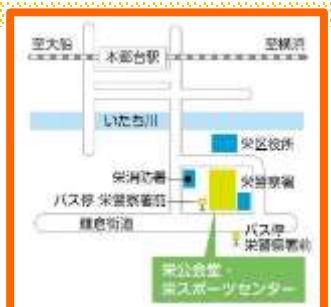 至大船
至横浜
本郷台駅
いたち川
栄区役所
栄消防署
栄警察署
バス停 栄警察署前
鎌倉街道
バス停
栄警察署前
栄公会堂・
栄スポーツセンター